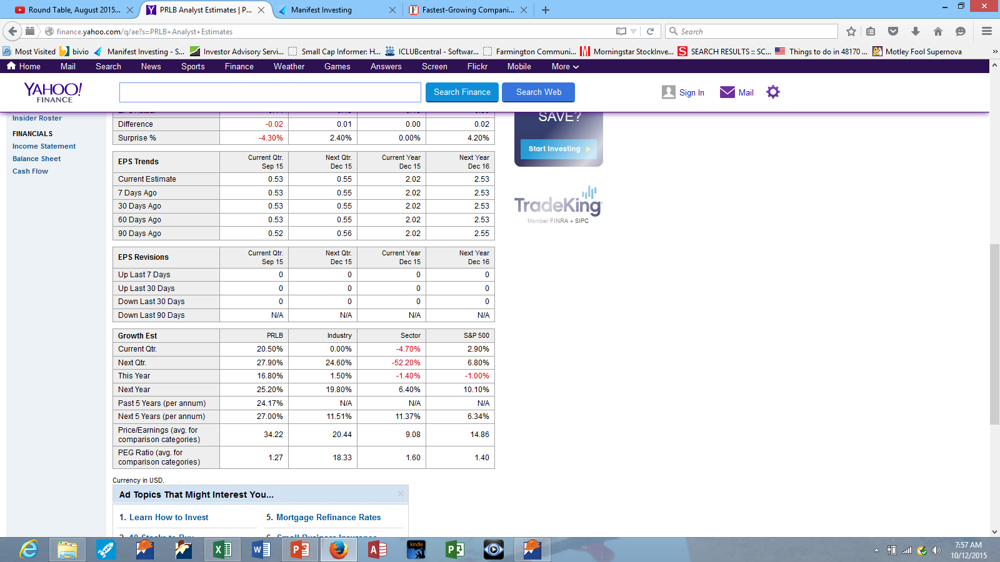 Round Table, August 2015...
PRLB Analyst Estimates | P...
Manifest Investing
Fastest-Growing Compani...
finance.yahoo.com/q/ae?s=PRLB+Analyst+Estimates
Search
Most Visited
bivio
Manifest Investing - S...
Investor Advisory Servi...
Small Cap Informer: H...
ICLUBcentral - Softwar...
Farmington Communi...
Morningstar StockInve...
SEARCH RESULTS :: SC...
Things to do in 48170 ...
Motley Fool Supernova
Home Mail Search News Sports Finance Weather Games Answers Screen Flickr Mobile More
YAHOO!
FINANCE
Search Finance
Search Web
Sign In
Mail
Insider Roster
FINANCIALS
Income Statement
Balance Sheet
Cash Flow
Difference -0.02 0.01 0.00 0.02
Surprise % -4.30% 2.40% 0.00% 4.20%
EPS Trends
Current Qtr. Next Qtr. Current Year Next Year
Sep 15 Dec 15 Dec 15 Dec 16
Current Estimate 0.53 0.55 2.02 2.53
7 Days Ago 0.53 0.55 2.02 2.53
30 Days Ago 0.53 0.55 2.02 2.53
60 Days Ago 0.53 0.55 2.02 2.53
90 Days Ago 0.52 0.56 2.02 2.55
EPS Revisions
Current Qtr. Next Qtr. Current Year Next Year
Sep 15 Dec 15 Dec 15 Dec 16
Up Last 7 Days 0 0 0 0
Up Last 30 Days 0 0 0 0
Down Last 30 Days 0 0 0 0
Down Last 90 Days N/A N/A N/A N/A
Growth Est PRLB Industry Sector S&P 500
Current Qtr. 20.50% 0.00% -4.70% 2.90%
Next Qtr. 27.90% 24.60% -52.20% 6.80%
This Year 16.80% 1.50% -1.40% -1.00%
Next Year 25.20% 19.80% 6.40% 10.10%
Past 5 Years (per annum) 24.17% N/A N/A N/A
Next 5 Years (per annum) 27.00% 11.51% 11.37% 6.34%
Price/Earnings (avg. for
comparison categories) 34.22 20.44 9.08 14.86
PEG Ratio (avg. for
comparison categories) 1.27 18.33 1.60 1.40
Currency in USD.
Ad Topics That Might Interest You...
1. Learn How to Invest
5. Mortgage Refinance Rates
SAVE?
Start Investing
TradeKing
Member FINRA + SIPC
kindle
7:57 AM
10/12/2015